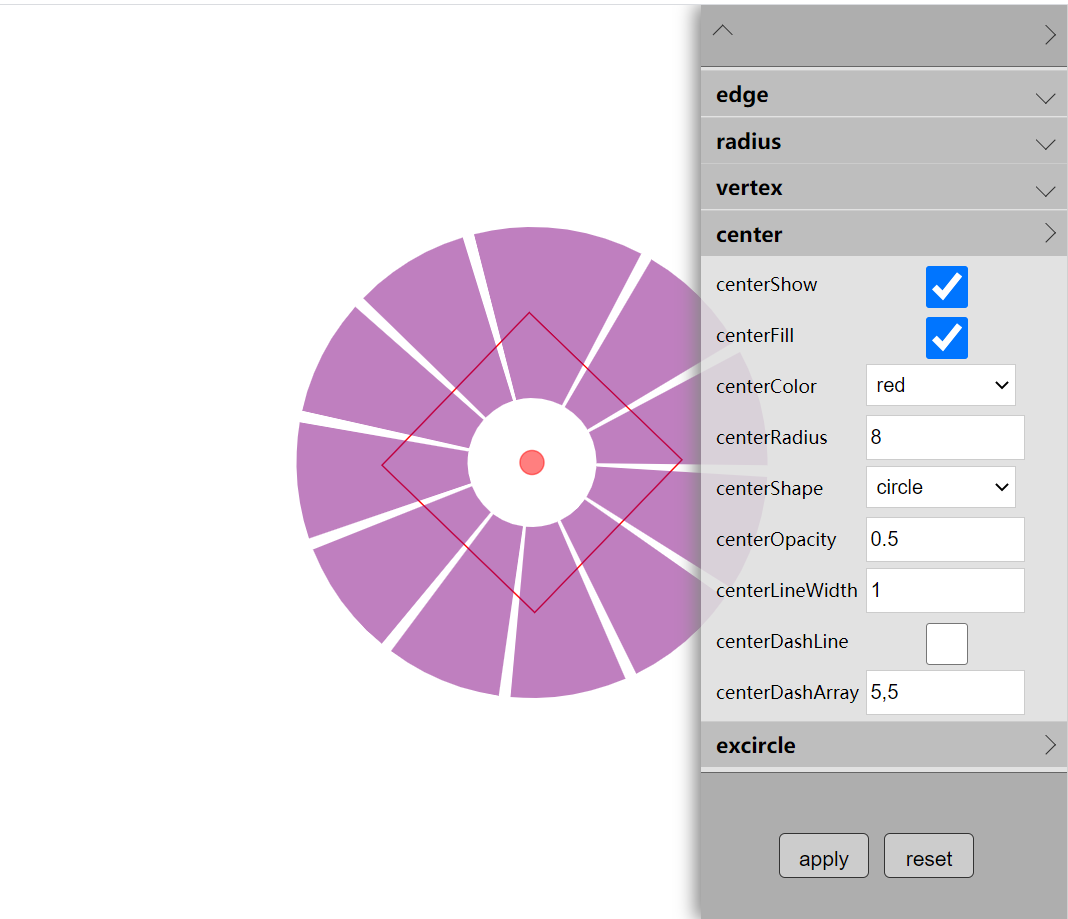 edge
radius
vertex
center
centerShow
centerFill
centerColor red
centerRadius 8
centerShape circle
centerOpacity 0.5
centerLineWidth 1
centerDashLine
centerDashArray 5,5
excircle
apply reset